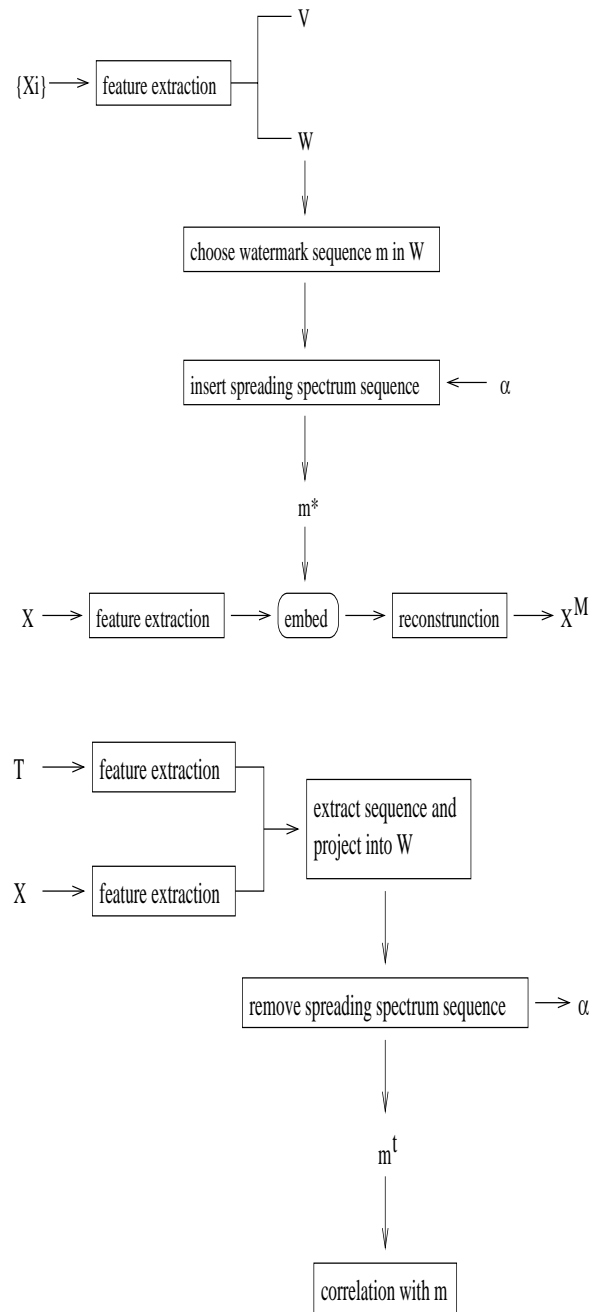 V
{Xi} feature extraction
W
choose watermark sequence m in W
insert spreading spectrum sequence α
m*
X feature extraction embed reconstrunction X^M
T feature extraction
extract sequence and
project into W
X feature extraction
remove spreading spectrum sequence α
m^t
correlation with m